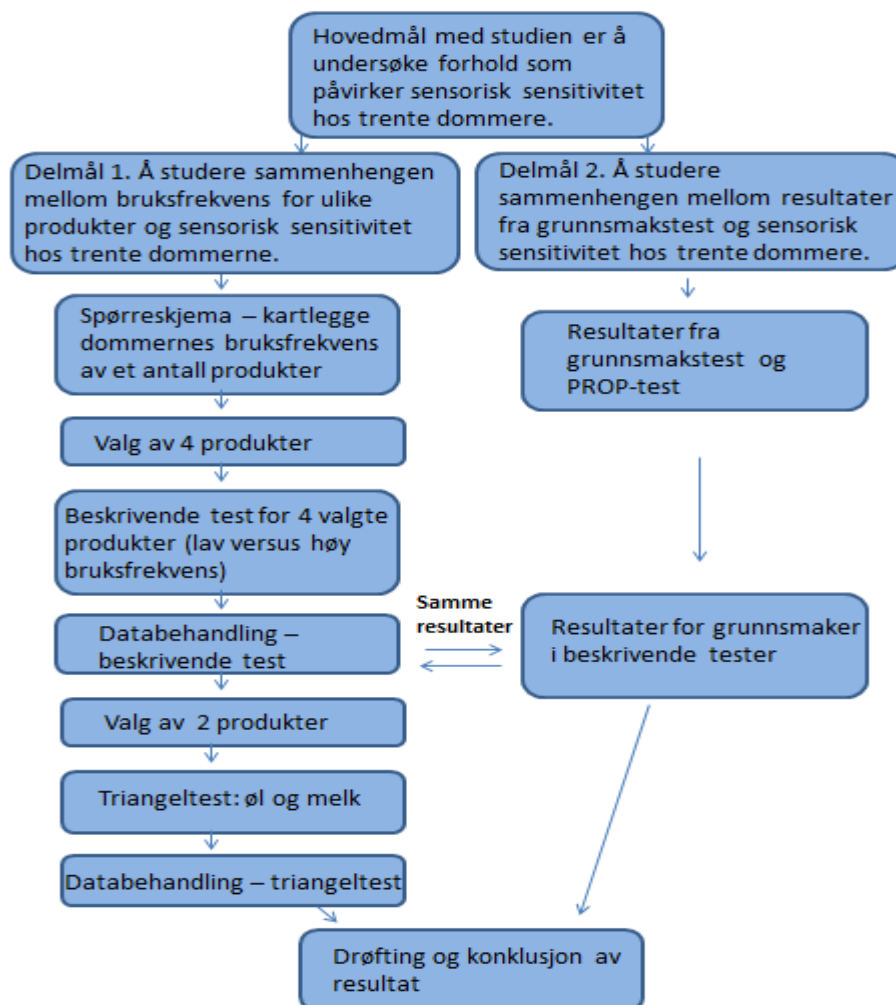 Hovedmål med studien er å
undersøke forhold som
påvirker sensorisk sensitivitet
hos trente dommere.
Delmål 1. Å studere sammenhengen
mellom bruksfrekvens for ulike
produkter og sensorisk sensitivitet
hos trente dommerne.
Delmål 2. Å studere
sammenhengen mellom resultater
fra grunnsmakstest og sensorisk
sensitivitet hos trente dommere.
Spørreskjema – kartlegge
dommernes bruksfrekvens
av et antall produkter
Resultater fra
grunnsmakstest og
PROP-test
Valg av 4 produkter
Beskrivende test for 4 valgte
produkter (lav versus høy
bruksfrekvens)
Databehandling –
beskrivende test
Samme
resultater
Resultater for grunnsmaker
i beskrivende tester
Valg av 2 produkter
Triangeltest: øl og melk
Databehandling – triangeltest
Drøfting og konklusjon av
resultat